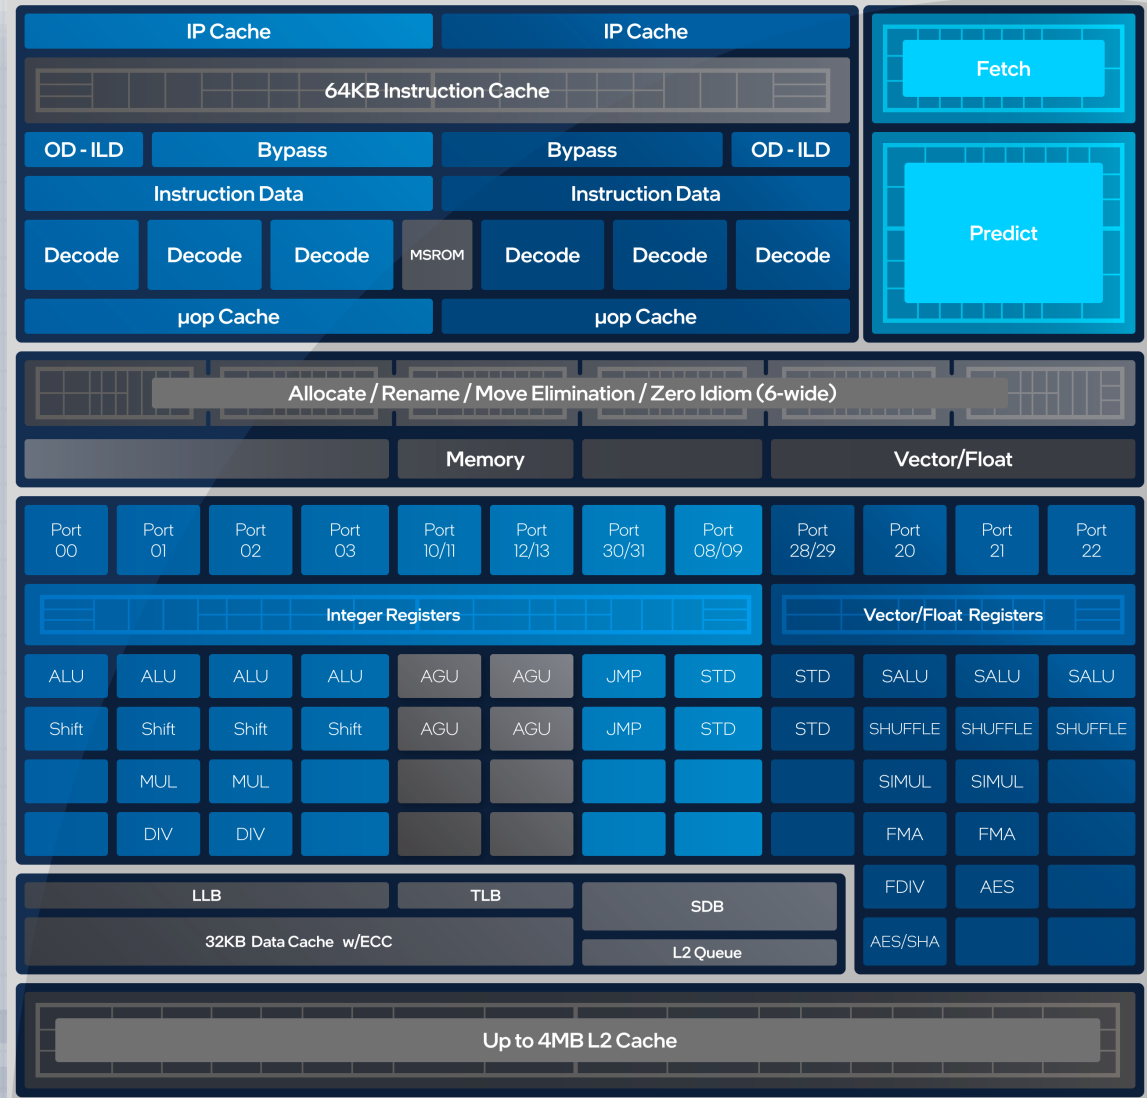 IP Cache IP Cache
64KB Instruction Cache
OD - ILD Bypass Bypass OD - ILD
Instruction Data Instruction Data
Decode Decode Decode MSROM Decode Decode Decode
μop Cache μop Cache
Fetch
Predict
Allocate / Rename / Move Elimination / Zero Idiom (6-wide)
Memory Vector/Float
Port 00 Port 01 Port 02 Port 03 Port 10/11 Port 12/13 Port 30/31 Port 08/09 Port 28/29 Port 20 Port 21 Port 22
Integer Registers Vector/Float Registers
ALU ALU ALU ALU AGU AGU JMP STD STD SALU SALU SALU
Shift Shift Shift Shift AGU AGU JMP STD STD SHUFFLE SHUFFLE SHUFFLE
MUL MUL SIMUL SIMUL
DIV DIV FMA FMA
FDIV AES
AES/SHA
LLB TLB SDB
32KB Data Cache w/ECC L2 Queue
Up to 4MB L2 Cache